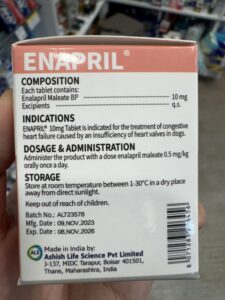 ENAPRIL®
COMPOSITION
Each tablet contains:
Enalapril Maleate BP 10 mg
Excipients q.s.
INDICATIONS
ENAPRIL® 10mg Tablet is indicated for the treatment of congestive
heart failure caused by an insufficiency of heart valves in dogs.
DOSAGE & ADMINISTRATION
Administer the product with a dose enalapril maleate 0.5 mg/kg
orally once a day.
STORAGE
Store at room temperature between 1-30°C in a dry place
away from direct sunlight.
Keep out of reach of children.
Batch No.: ALT23578
Mfg. Date: 09,NOV,2023
Exp. Date: 08,NOV,2026
ALS
Made in India by:
Ashish Life Science Pvt Limited
J-137, MIDC Tarapur, Boisar 401501,
Thane, Maharashtra, India